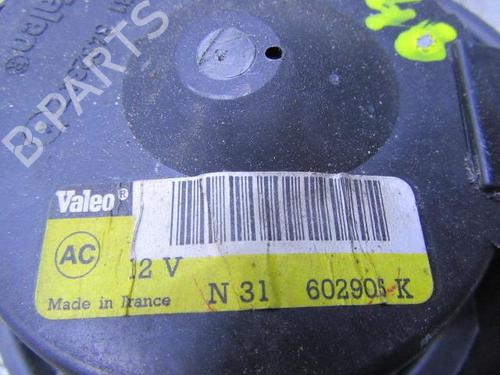 Valeo®
AC
12 V
Made in France
N 31
602905-K
B-PARTS